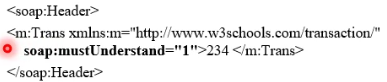 <soap:Header>
<m:Trans xmlns:m="http://www.w3schools.com/transaction/"
soap:mustUnderstand="1">234 </m:Trans>
</soap:Header>